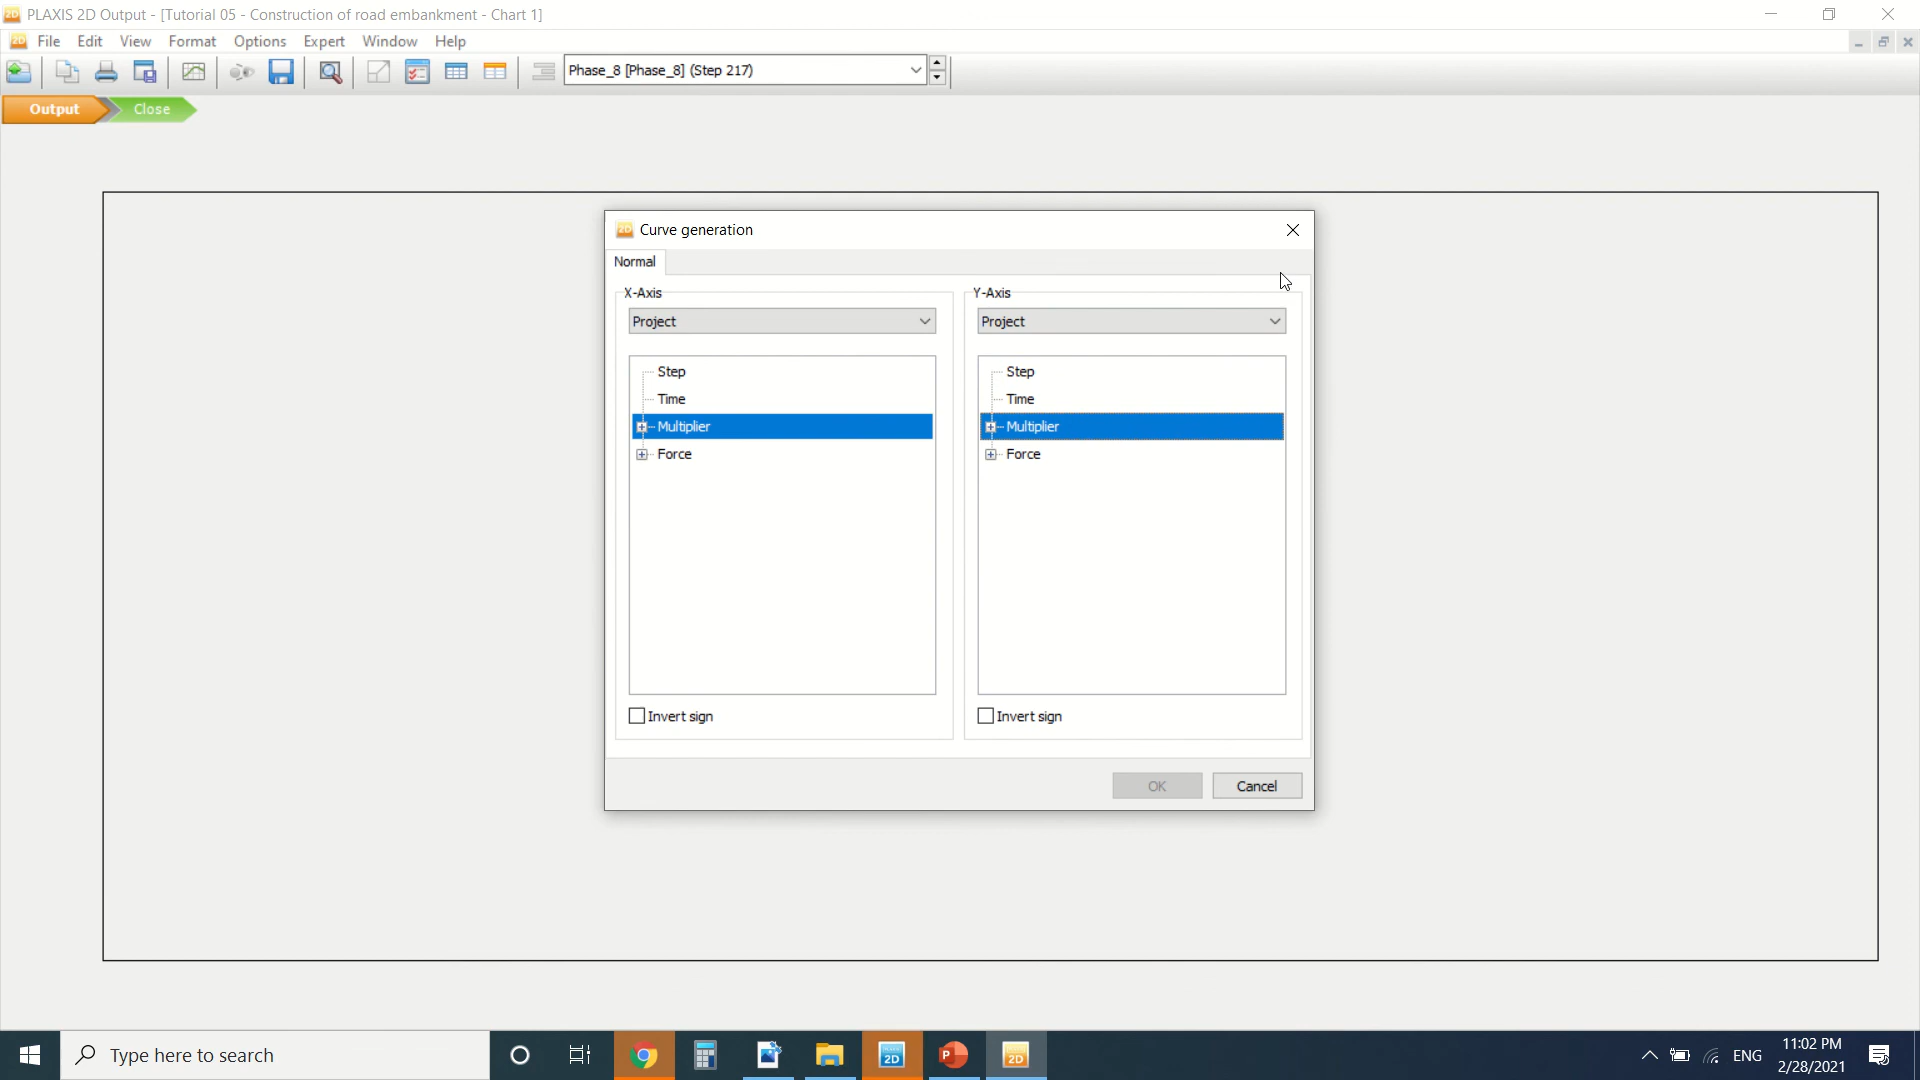 PLAXIS 2D Output - [Tutorial 05 - Construction of road embankment - Chart 1]
File Edit View Format Options Expert Window Help
Phase_8 [Phase_8] (Step 217)
Output Close
Curve generation
Normal
X-Axis
Project
Step
Time
Multiplier
Force
Invert sign
Y-Axis
Project
Step
Time
Multiplier
Force
Invert sign
OK Cancel
Type here to search
ENG
11:02 PM
2/28/2021